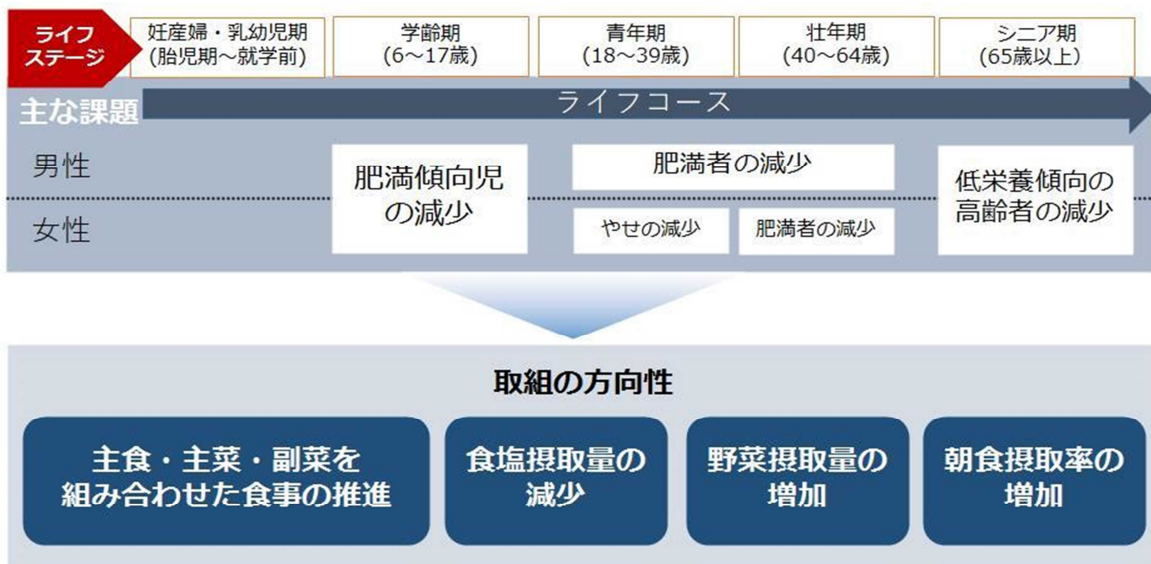 ライフ
ステージ
妊産婦・乳幼児期
(胎児期～就学前)
学齢期
(6～17歳)
青年期
(18～39歳)
壮年期
(40～64歳)
シニア期
(65歳以上)
主な課題
ライフコース
男性
肥満傾向児
の減少
肥満者の減少
低栄養傾向の
高齢者の減少
女性
やせの減少
肥満者の減少
取組の方向性
主食・主菜・副菜を
組み合わせた食事の推進
食塩摂取量の
減少
野菜摂取量の
増加
朝食摂取率の
増加